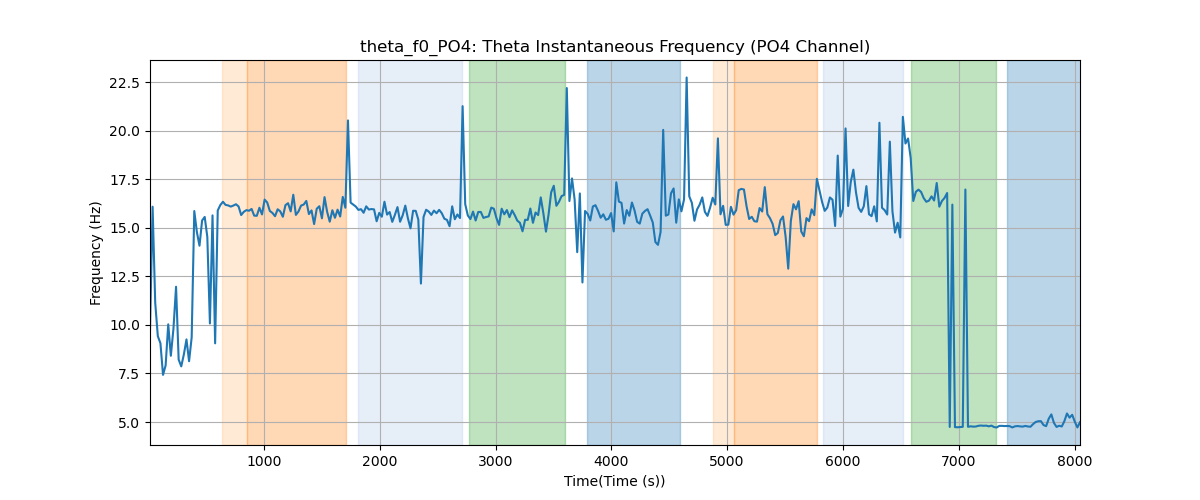 theta_f0_PO4: Theta Instantaneous Frequency (PO4 Channel)
Frequency (Hz)
22.5
20.0
17.5
15.0
12.5
10.0
7.5
5.0
1000 2000 3000 4000 5000 6000 7000 8000
Time(Time (s))